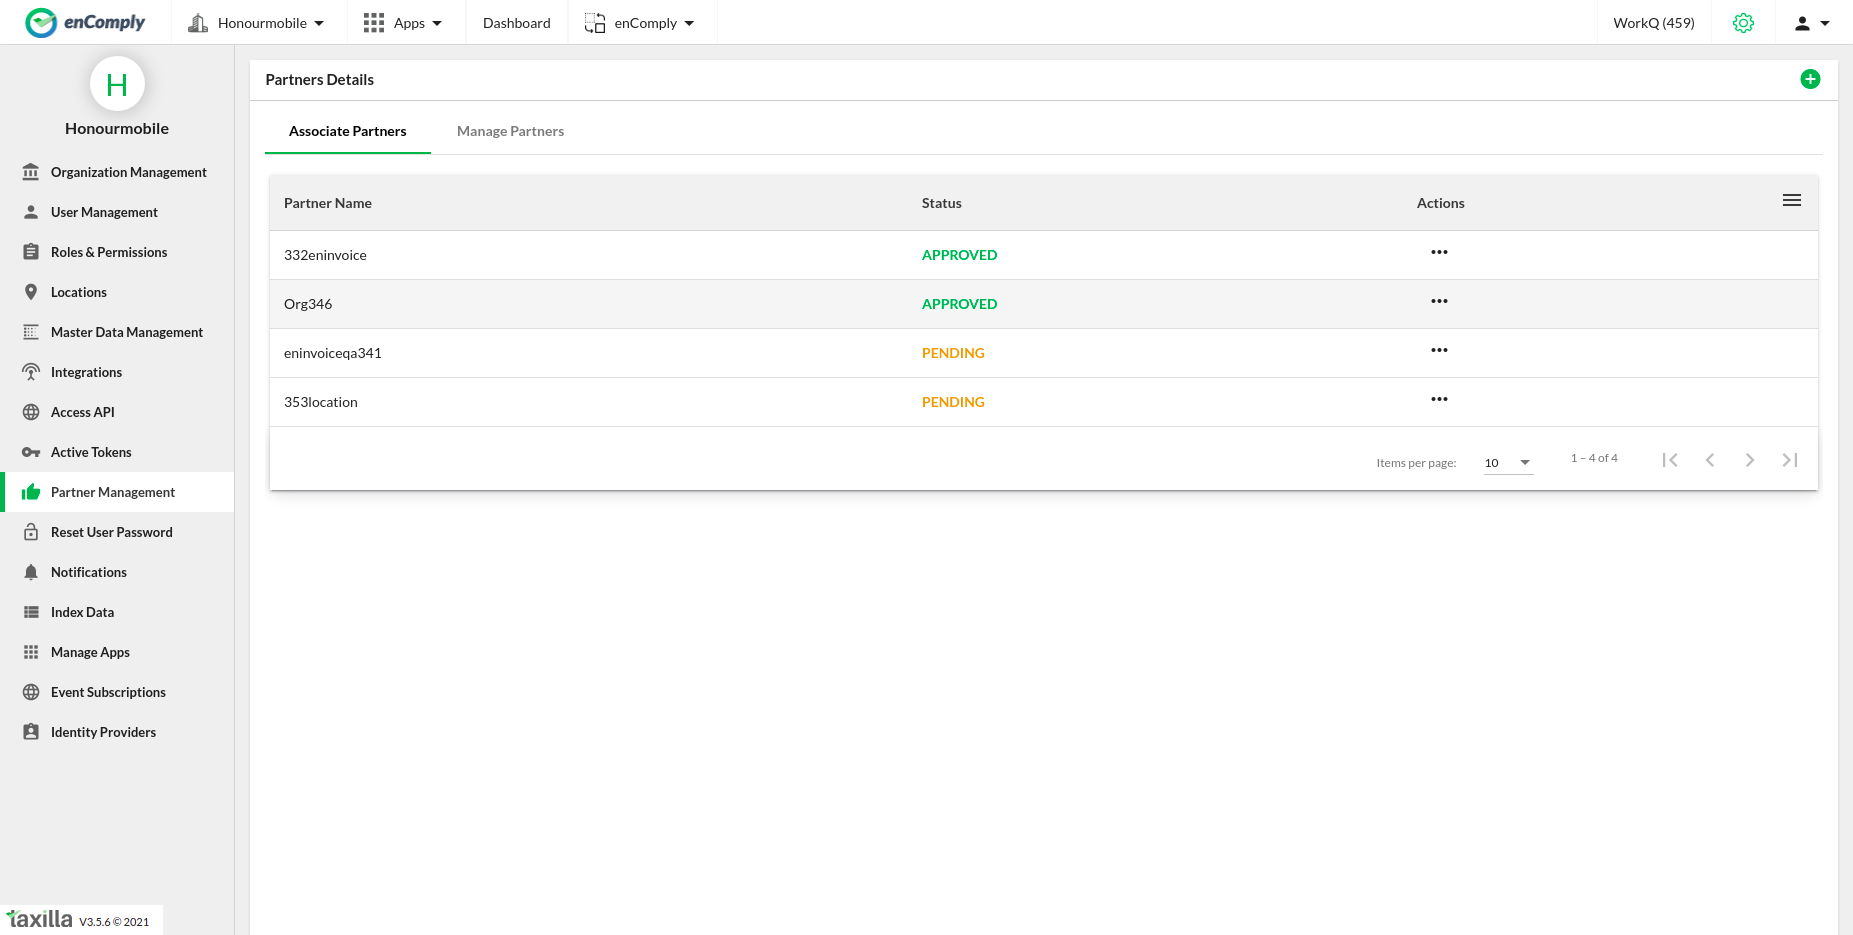 enComply
Honourmobile
Apps
Dashboard
enComply
WorkQ (459)
H
Honourmobile
Organization Management
User Management
Roles & Permissions
Locations
Master Data Management
Integrations
Access API
Active Tokens
Partner Management
Reset User Password
Notifications
Index Data
Manage Apps
Event Subscriptions
Identity Providers
taxilla V3.5.6 © 2021
Partners Details
Associate Partners
Manage Partners
Partner Name Status Actions
332eninvoice APPROVED
Org346 APPROVED
eninvoiceqa341 PENDING
353location PENDING
Items per page: 10 1 – 4 of 4